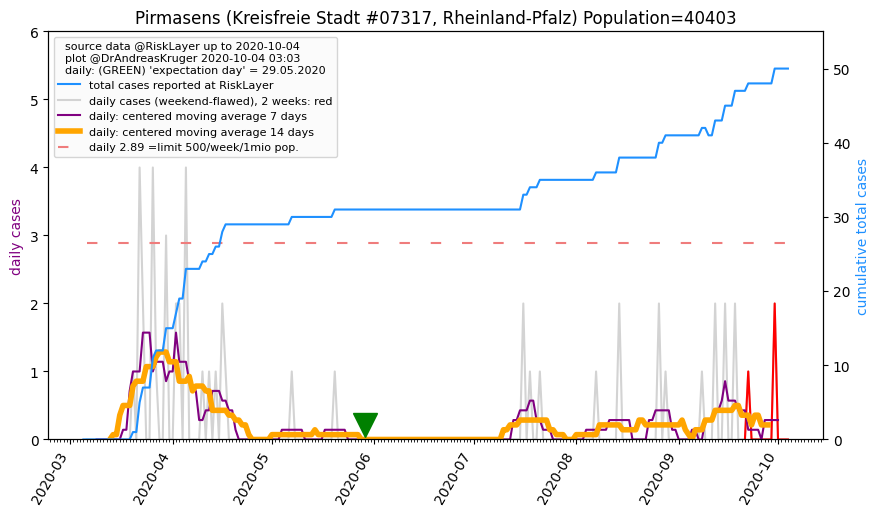 Pirmasens (Kreisfreie Stadt #07317, Rheinland-Pfalz) Population=40403
source data @RiskLayer up to 2020-10-04
plot @DrAndreasKruger 2020-10-04 03:03
daily: (GREEN) 'expectation day' = 29.05.2020
total cases reported at RiskLayer
daily cases (weekend-flawed), 2 weeks: red
daily: centered moving average 7 days
daily: centered moving average 14 days
daily 2.89 =limit 500/week/1mio pop.
daily cases
6
5
4
3
2
1
0
cumulative total cases
50
40
30
20
10
0
2020-03
2020-04
2020-05
2020-06
2020-07
2020-08
2020-09
2020-10